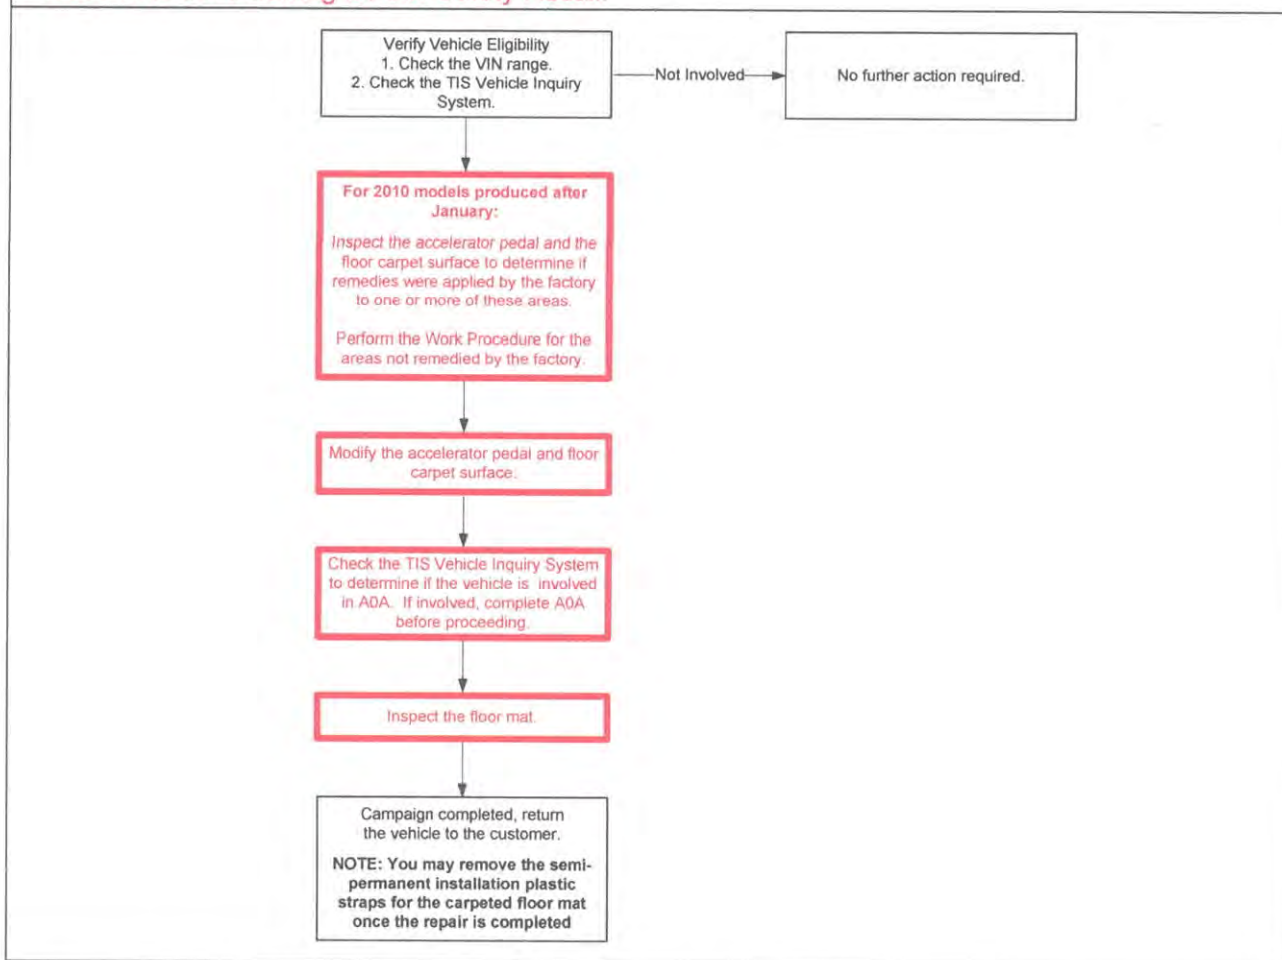 Verify Vehicle Eligibility
1. Check the VIN range.
2. Check the TIS Vehicle Inquiry
System.
Not Involved
No further action required.
For 2010 models produced after
January:
Inspect the accelerator pedal and the
floor carpet surface to determine if
remedies were applied by the factory
to one or more of these areas.
Perform the Work Procedure for the
areas not remedied by the factory.
Modify the accelerator pedal and floor
carpet surface.
Check the TIS Vehicle Inquiry System
to determine if the vehicle is involved
in A0A. If involved, complete A0A
before proceeding.
Inspect the floor mat.
Campaign completed, return
the vehicle to the customer.
NOTE: You may remove the semi-
permanent installation plastic
straps for the carpeted floor mat
once the repair is completed